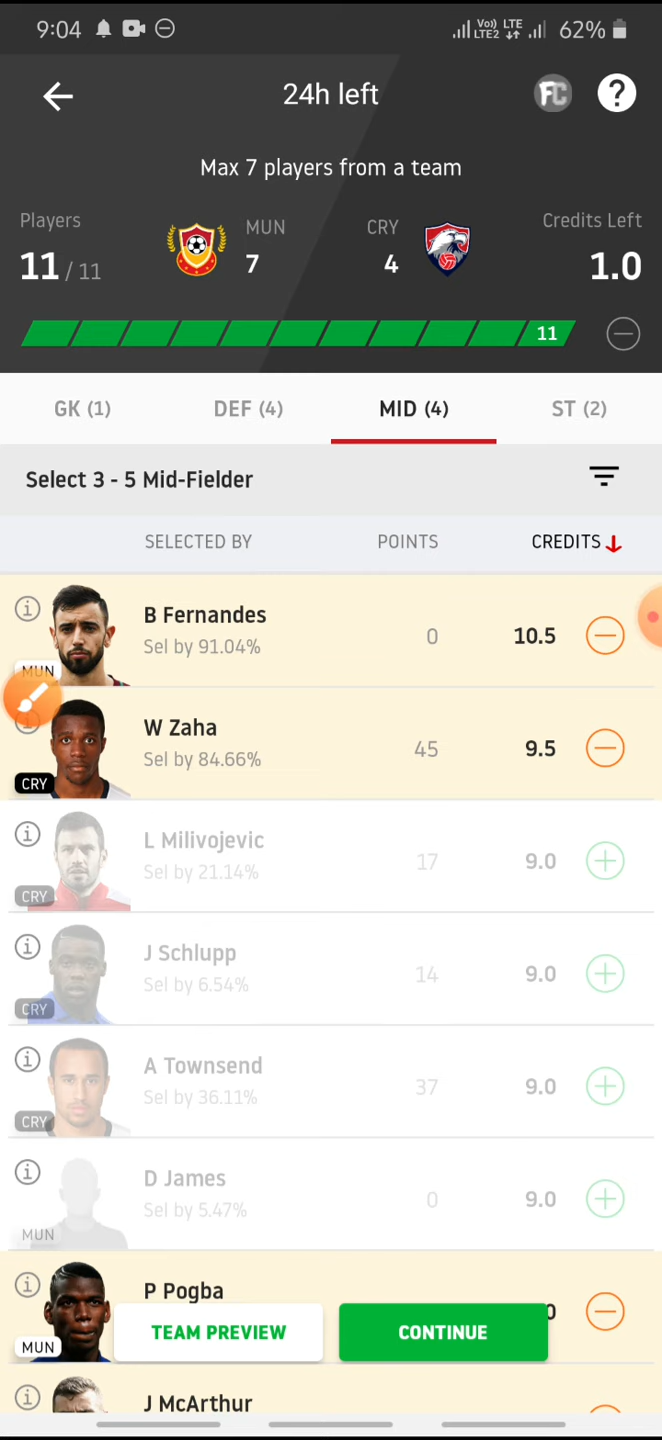 9:04 Vo) LTE LTE2 62%
24h left FC ?
Max 7 players from a team
Players MUN CRY Credits Left
11 / 11 7 4 1.0
11
GK (1) DEF (4) MID (4) ST (2)
Select 3 - 5 Mid-Fielder
SELECTED BY POINTS CREDITS
B Fernandes
Sel by 91.04% 0 10.5
MUN
W Zaha
Sel by 84.66% 45 9.5
CRY
L Milivojevic
Sel by 21.14% 17 9.0
CRY
J Schlupp
Sel by 6.54% 14 9.0
CRY
A Townsend
Sel by 36.11% 37 9.0
CRY
D James
Sel by 5.47% 0 9.0
MUN
P Pogba
MUN TEAM PREVIEW CONTINUE
J McArthur